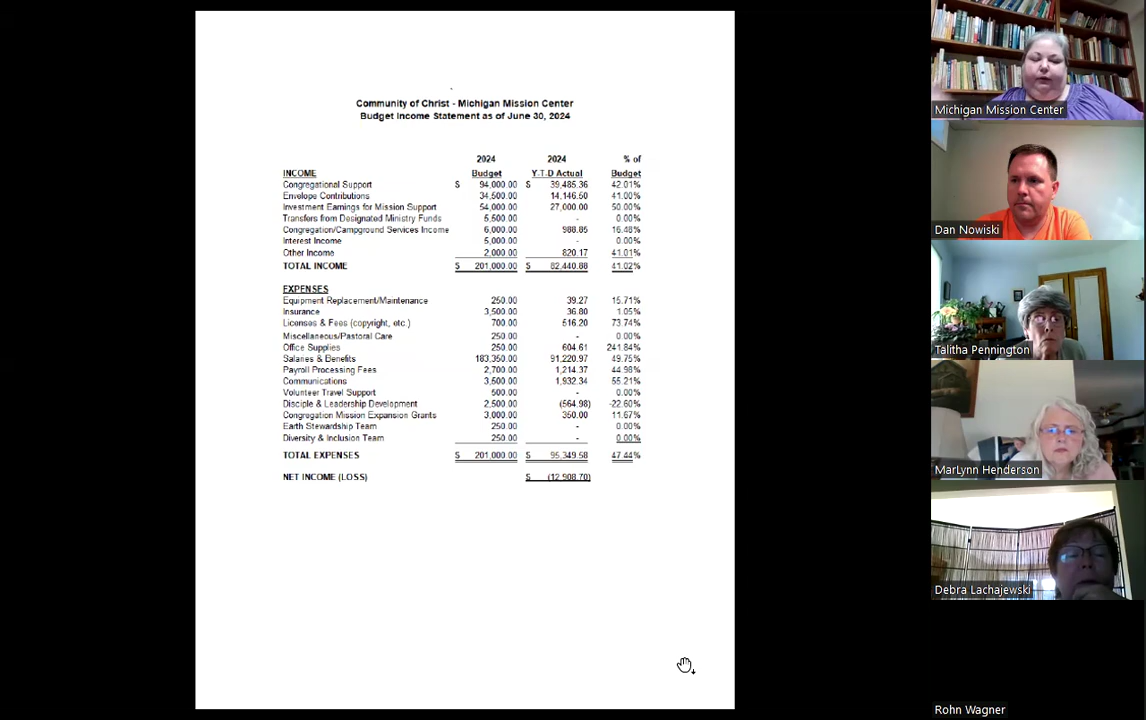 Community of Christ - Michigan Mission Center
Budget Income Statement as of June 30, 2024
2024 2024 % of
INCOME Budget Y-T-D Actual Budget
Congregational Support $ 94,000.00 $ 39,485.36 42.01%
Envelope Contributions 34,500.00 14,146.50 41.00%
Investment Earnings for Mission Support 54,000.00 27,000.00 50.00%
Transfers from Designated Ministry Funds 5,500.00 - 0.00%
Congregation/Campground Services Income 6,000.00 988.85 16.48%
Interest Income 5,000.00 - 0.00%
Other Income 2,000.00 820.17 41.01%
TOTAL INCOME $ 201,000.00 $ 82,440.88 41.02%
EXPENSES
Equipment Replacement/Maintenance 250.00 39.27 15.71%
Insurance 3,500.00 36.80 1.05%
Licenses & Fees (copyright, etc.) 700.00 516.20 73.74%
Miscellaneous/Pastoral Care 250.00 - 0.00%
Office Supplies 250.00 604.61 241.84%
Salaries & Benefits 183,350.00 91,220.97 49.75%
Payroll Processing Fees 2,700.00 1,214.37 44.98%
Communications 3,500.00 1,932.34 55.21%
Volunteer Travel Support 500.00 - 0.00%
Disciple & Leadership Development 2,500.00 (564.98) -22.60%
Congregation Mission Expansion Grants 3,000.00 350.00 11.67%
Earth Stewardship Team 250.00 - 0.00%
Diversity & Inclusion Team 250.00 - 0.00%
TOTAL EXPENSES $ 201,000.00 $ 95,349.58 47.44%
NET INCOME (LOSS) $ (12,908.70)
Michigan Mission Center
Dan Nowiski
Talitha Pennington
MarLynn Henderson
Debra Lachajewski
Rohn Wagner